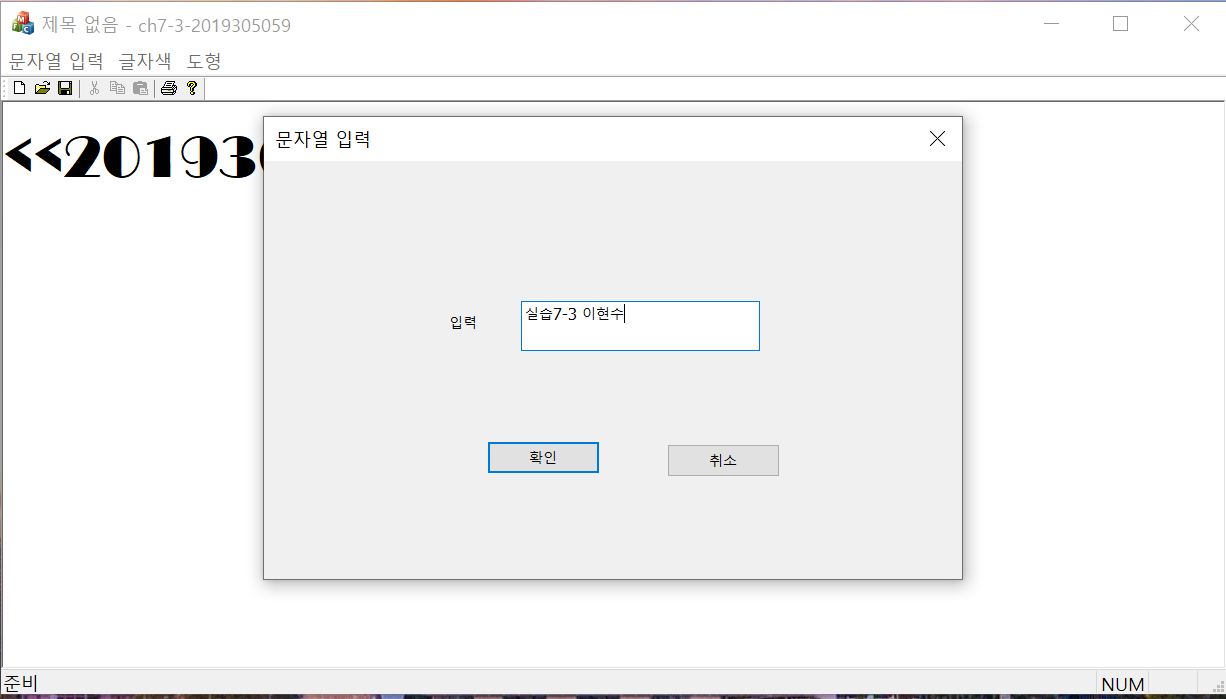 제목 없음 - ch7-3-2019305059
문자열 입력 글자색 도형
<<20193
문자열 입력
입력
실습7-3 이현수
확인
취소
준비
NUM